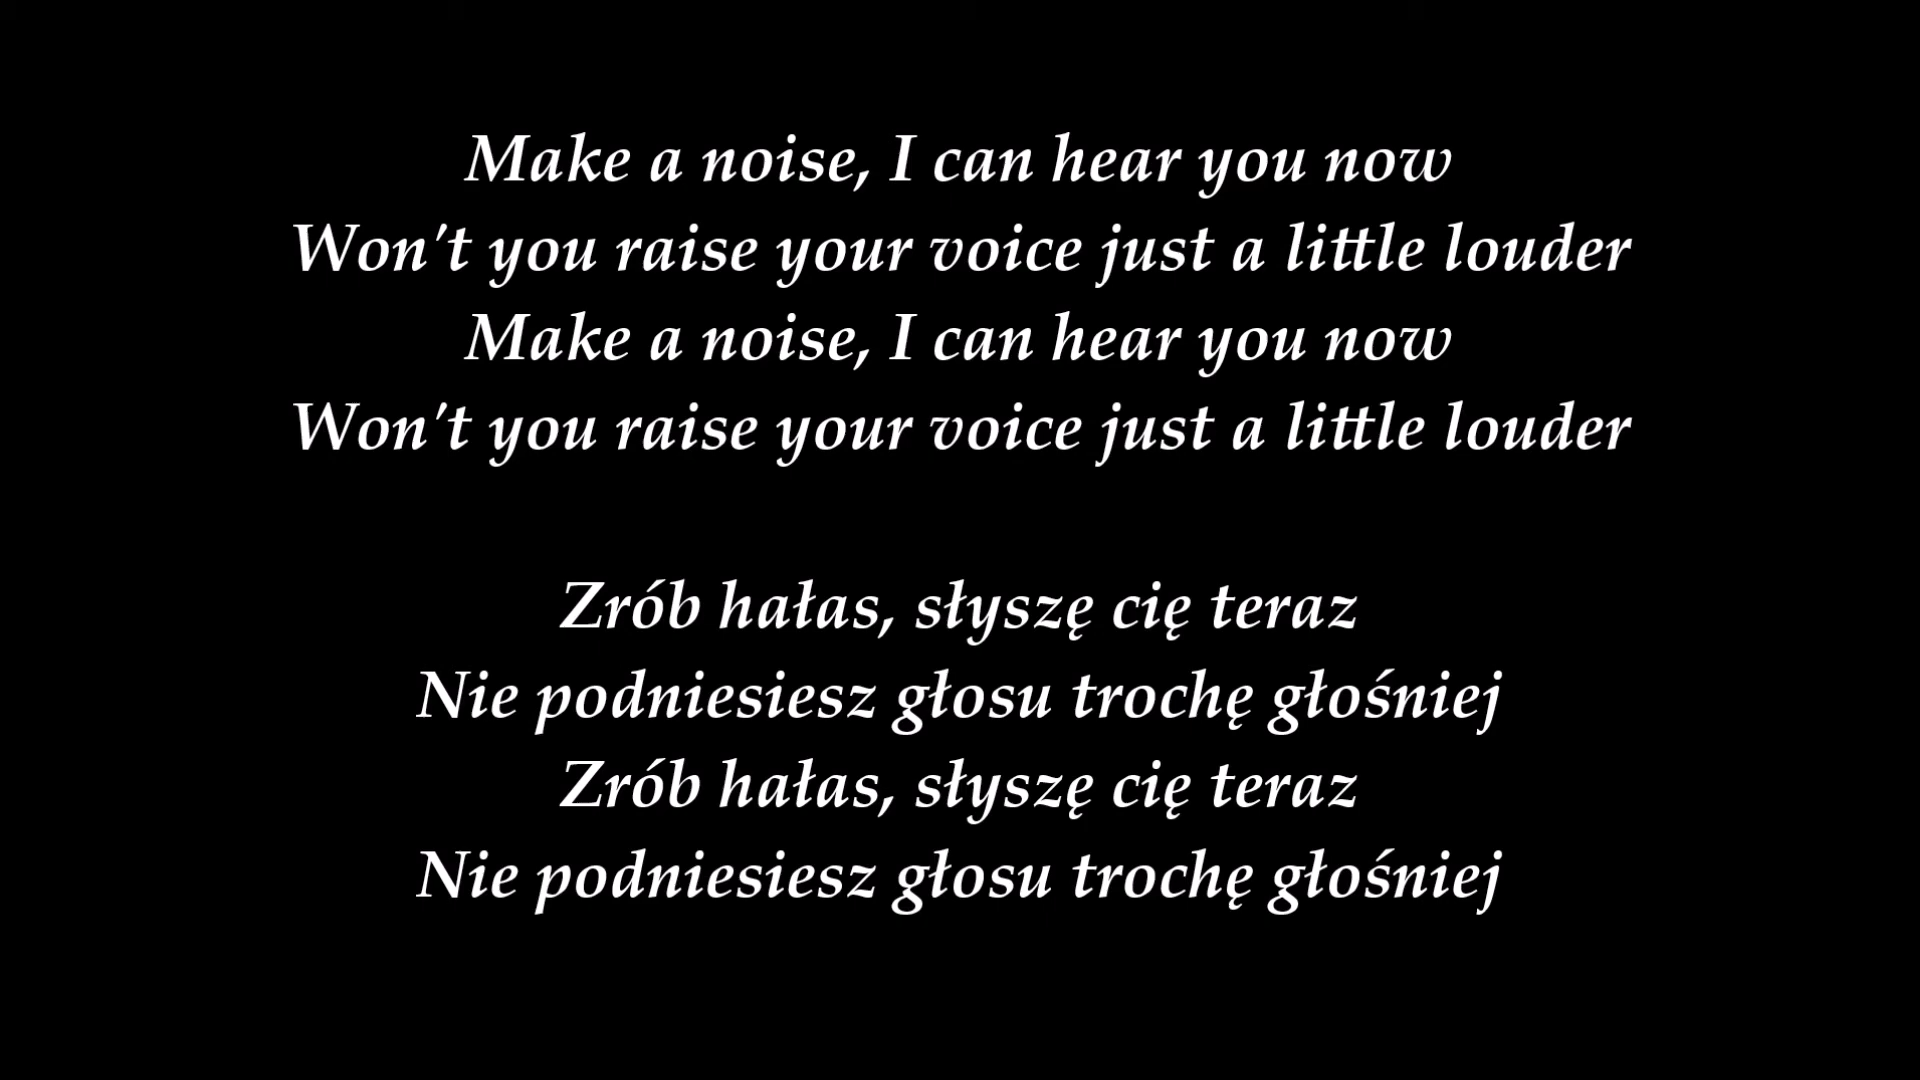 Make a noise, I can hear you now
Won't you raise your voice just a little louder
Make a noise, I can hear you now
Won't you raise your voice just a little louder
Zrób hałas, słyszę cię teraz
Nie podniesiesz głosu trochę głośniej
Zrób hałas, słyszę cię teraz
Nie podniesiesz głosu trochę głośniej